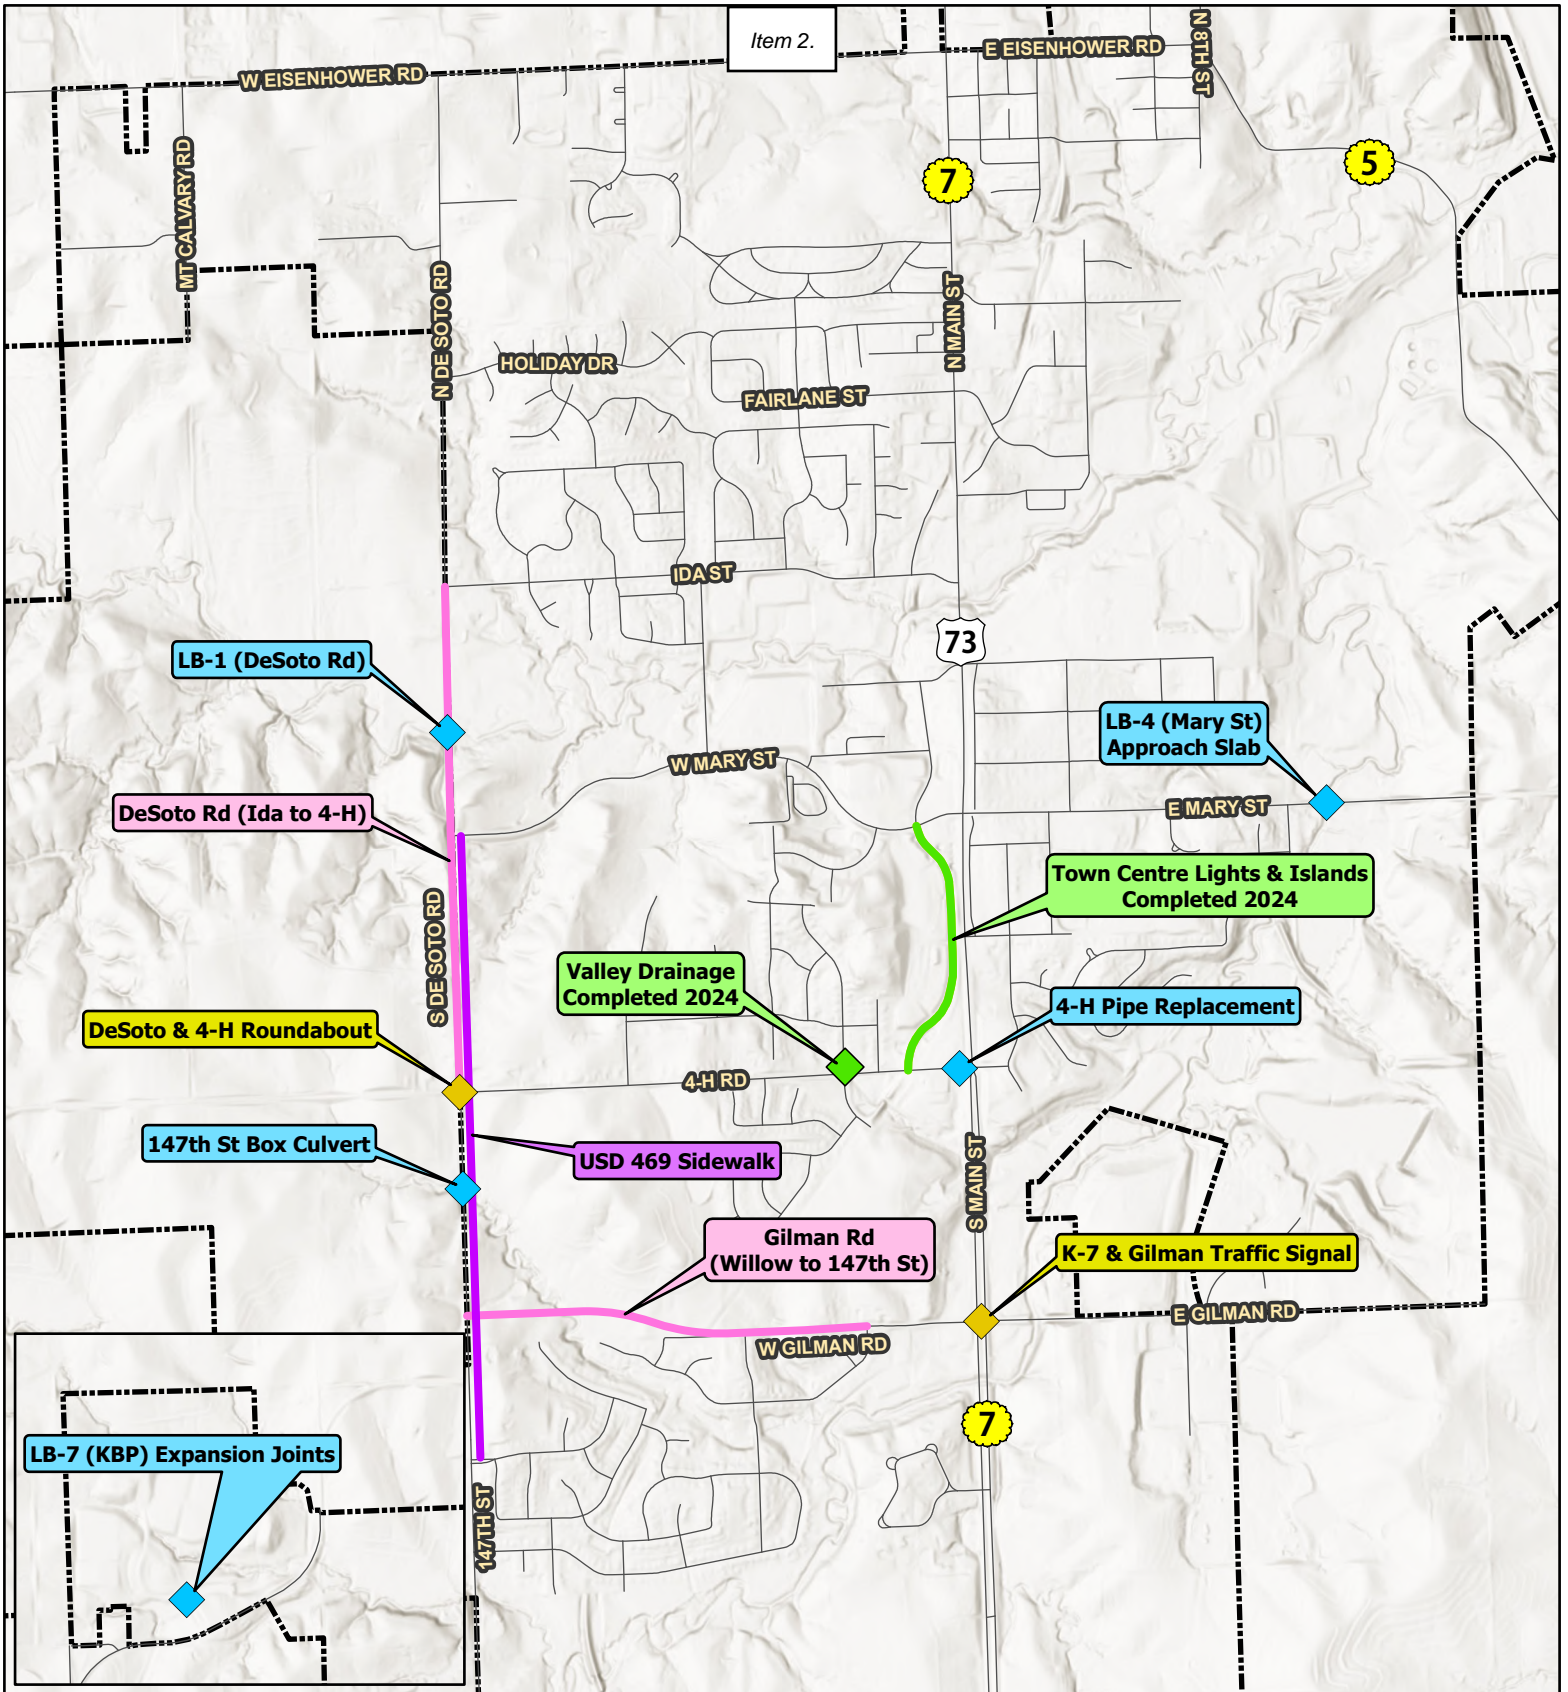 Item 2.
W EISENHOWER RD
E EISENHOWER RD
N 8TH ST
MT CALVARY RD
7
5
N DE SOTO RD
N MAIN ST
HOLIDAY DR
FAIRLANE ST
IDA ST
73
LB-1 (DeSoto Rd)
LB-4 (Mary St)
Approach Slab
W MARY ST
DeSoto Rd (Ida to 4-H)
E MARY ST
Town Centre Lights & Islands
Completed 2024
S DE SOTO RD
Valley Drainage
Completed 2024
4-H Pipe Replacement
DeSoto & 4-H Roundabout
4-H RD
147th St Box Culvert
USD 469 Sidewalk
S MAIN ST
Gilman Rd
(Willow to 147th St)
K-7 & Gilman Traffic Signal
E GILMAN RD
W GILMAN RD
7
LB-7 (KBP) Expansion Joints
147TH ST